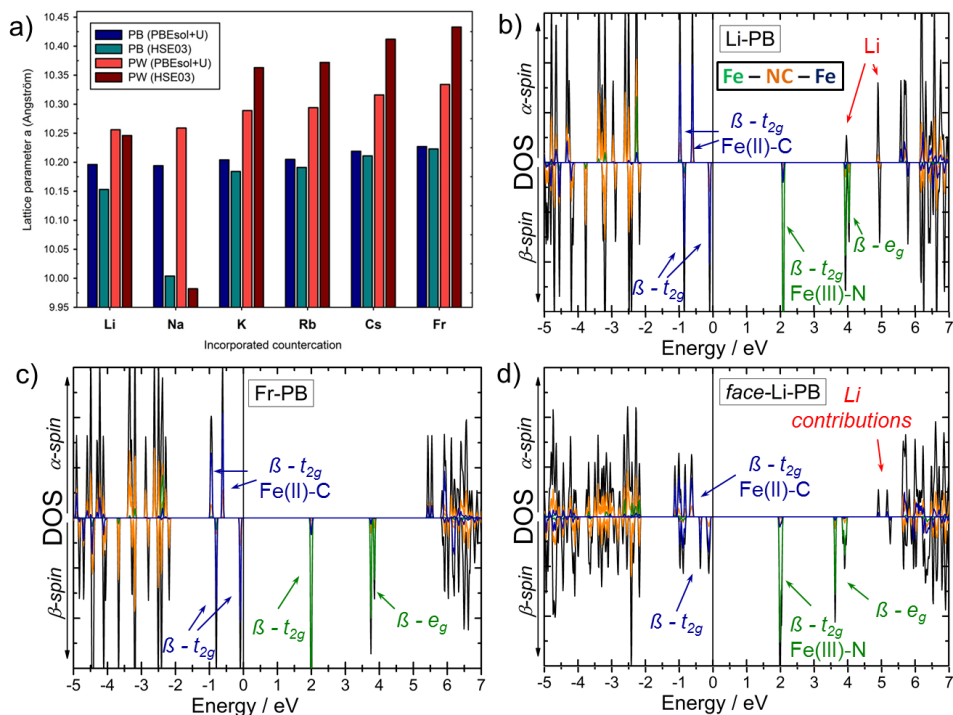 a)
10.45
10.40
10.35
10.30
10.25
10.20
10.15
10.10
10.05
10.00
9.95
Lattice parameter a (Angström)
PB (PBEsol+U)
PB (HSE03)
PW (PBEsol+U)
PW (HSE03)
Li Na K Rb Cs Fr
Incorporated countercation
b)
Li-PB
Fe – NC – Fe
Li
ß - t2g
Fe(II)-C
ß - t2g
ß - eg
ß - t2g
Fe(III)-N
β-spin DOS α-spin
-5 -4 -3 -2 -1 0 1 2 3 4 5 6 7
Energy / eV
c)
Fr-PB
ß - t2g
Fe(II)-C
ß - t2g
ß - t2g
ß - eg
β-spin DOS α-spin
-5 -4 -3 -2 -1 0 1 2 3 4 5 6 7
Energy / eV
d)
face-Li-PB
Li
contributions
ß - t2g
Fe(II)-C
ß - t2g
ß - t2g
Fe(III)-N
ß - eg
β-spin DOS α-spin
-5 -4 -3 -2 -1 0 1 2 3 4 5 6 7
Energy / eV